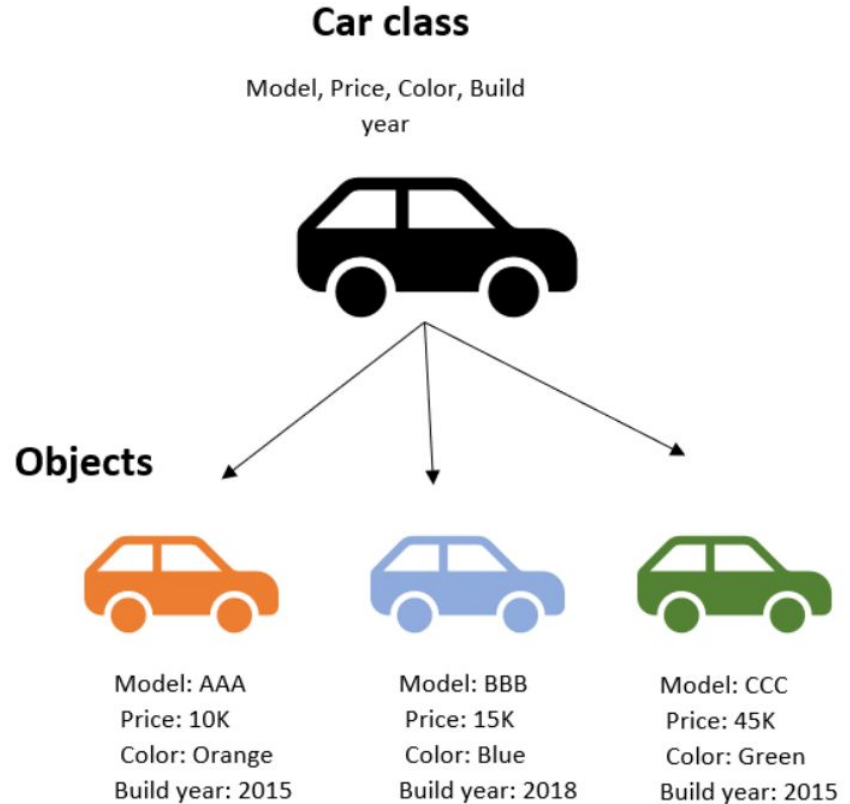 Car class
Model, Price, Color, Build
year
Objects
Model: AAA
Price: 10K
Color: Orange
Build year: 2015
Model: BBB
Price: 15K
Color: Blue
Build year: 2018
Model: CCC
Price: 45K
Color: Green
Build year: 2015